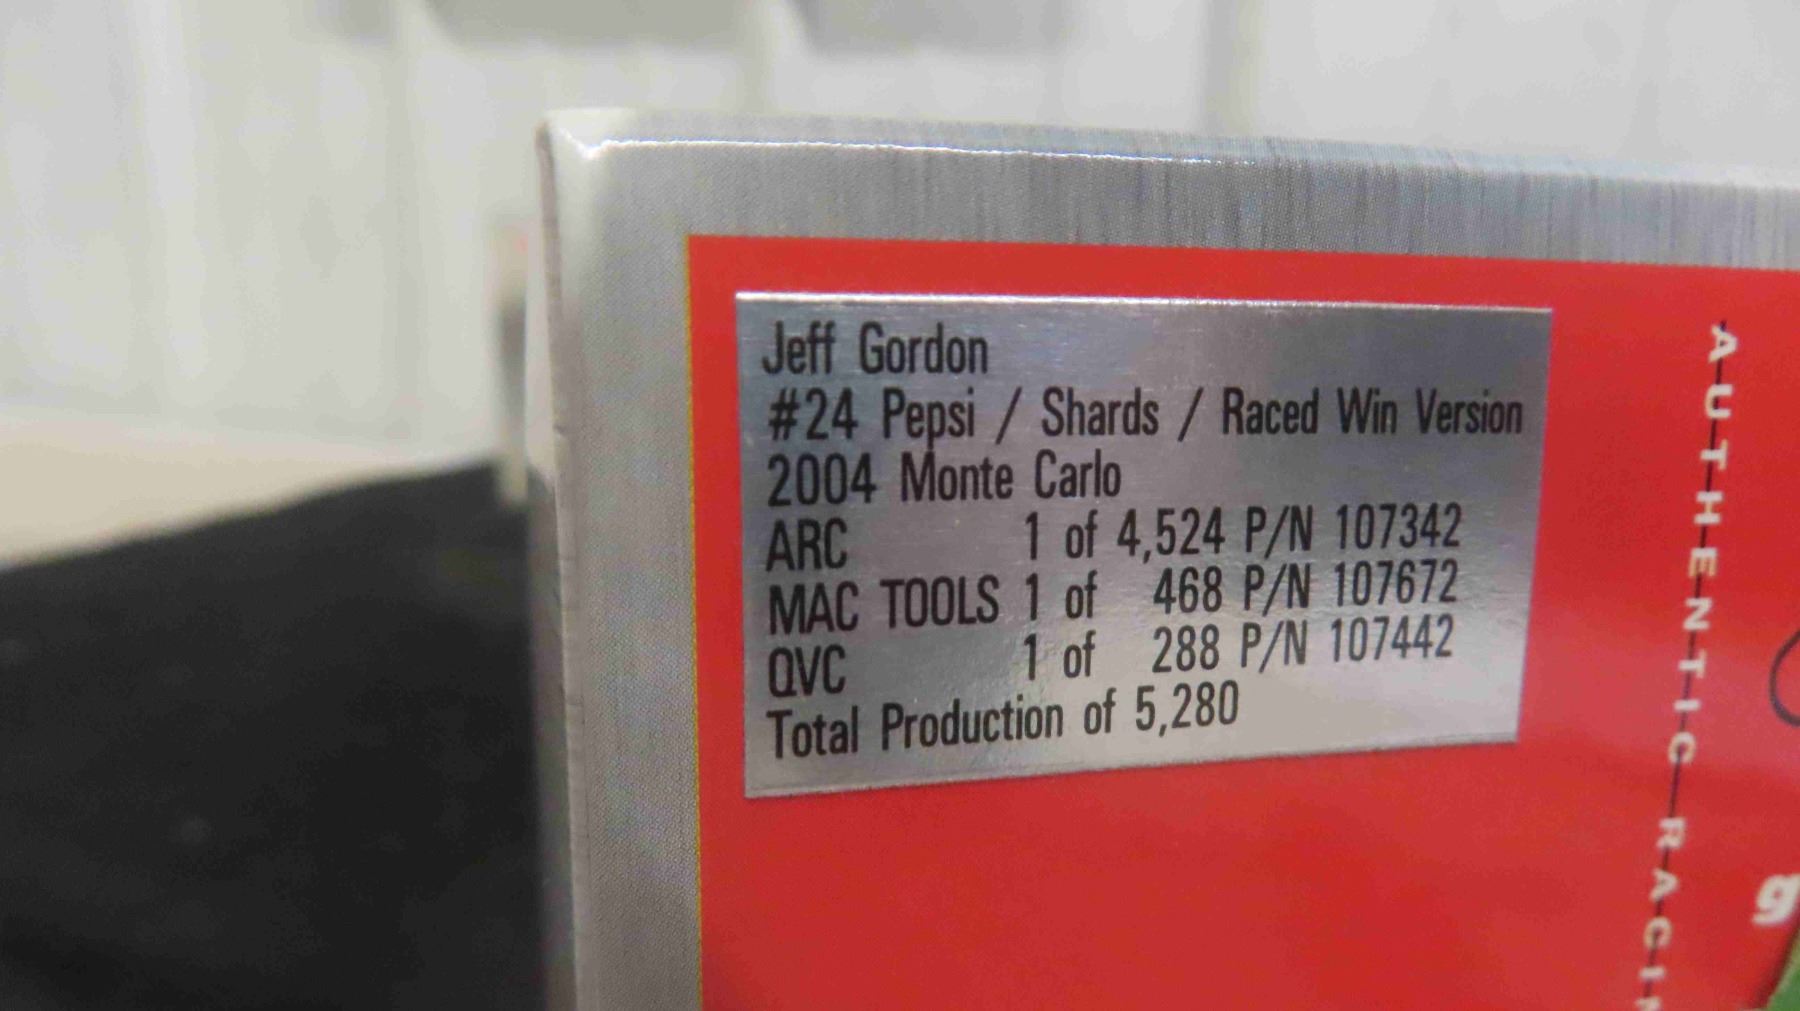 Jeff Gordon
#24 Pepsi / Shards / Raced Win Version
2004 Monte Carlo
ARC 1 of 4,524 P/N 107342
MAC TOOLS 1 of 468 P/N 107672
QVC 1 of 288 P/N 107442
Total Production of 5,280
AUTHENTIC